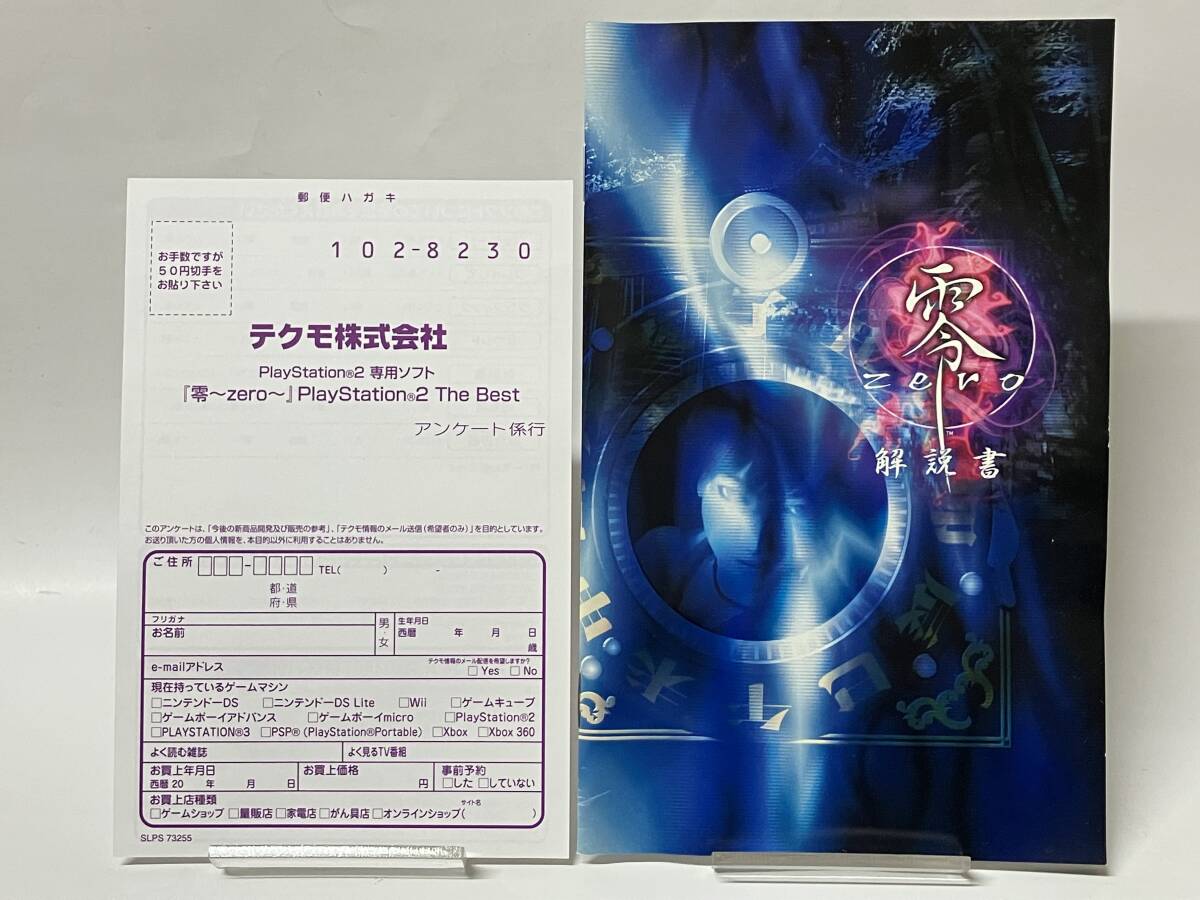 郵便ハガキ
お手数ですが
50円切手を
お貼り下さい
102-8230
テクモ株式会社
PlayStation®2 専用ソフト
『零～zero～』PlayStation®2 The Best
アンケート係行
このアンケートは、「今後の新商品開発及び販売の参考」、「テクモ情報のメール送信(希望者のみ)」を目的としています。
お送り頂いた方の個人情報を、本目的以外に利用することはありません。
ご住所 □□□-□□□□ TEL( ) -
都・道
府・県
フリガナ
お名前
男・女
生年月日
西暦 年 月 日
歳
e-mailアドレス
テクモ情報のメール配信を希望しますか?
□Yes □No
現在持っているゲームマシン
□ニンテンドーDS □ニンテンドーDS Lite □Wii □ゲームキューブ
□ゲームボーイアドバンス □ゲームボーイmicro □PlayStation®2
□PLAYSTATION®3 □PSP®(PlayStation®Portable) □Xbox □Xbox 360
よく読む雑誌 よく見るTV番組
お買上年月日 お買上価格 事前予約
西暦20 年 月 日 円 □した □していない
お買上店種類 サイト名
□ゲームショップ □量販店 □家電店 □がん具店 □オンラインショップ( )
SLPS 73255
零
zero
™
解説書
午
巳
辰